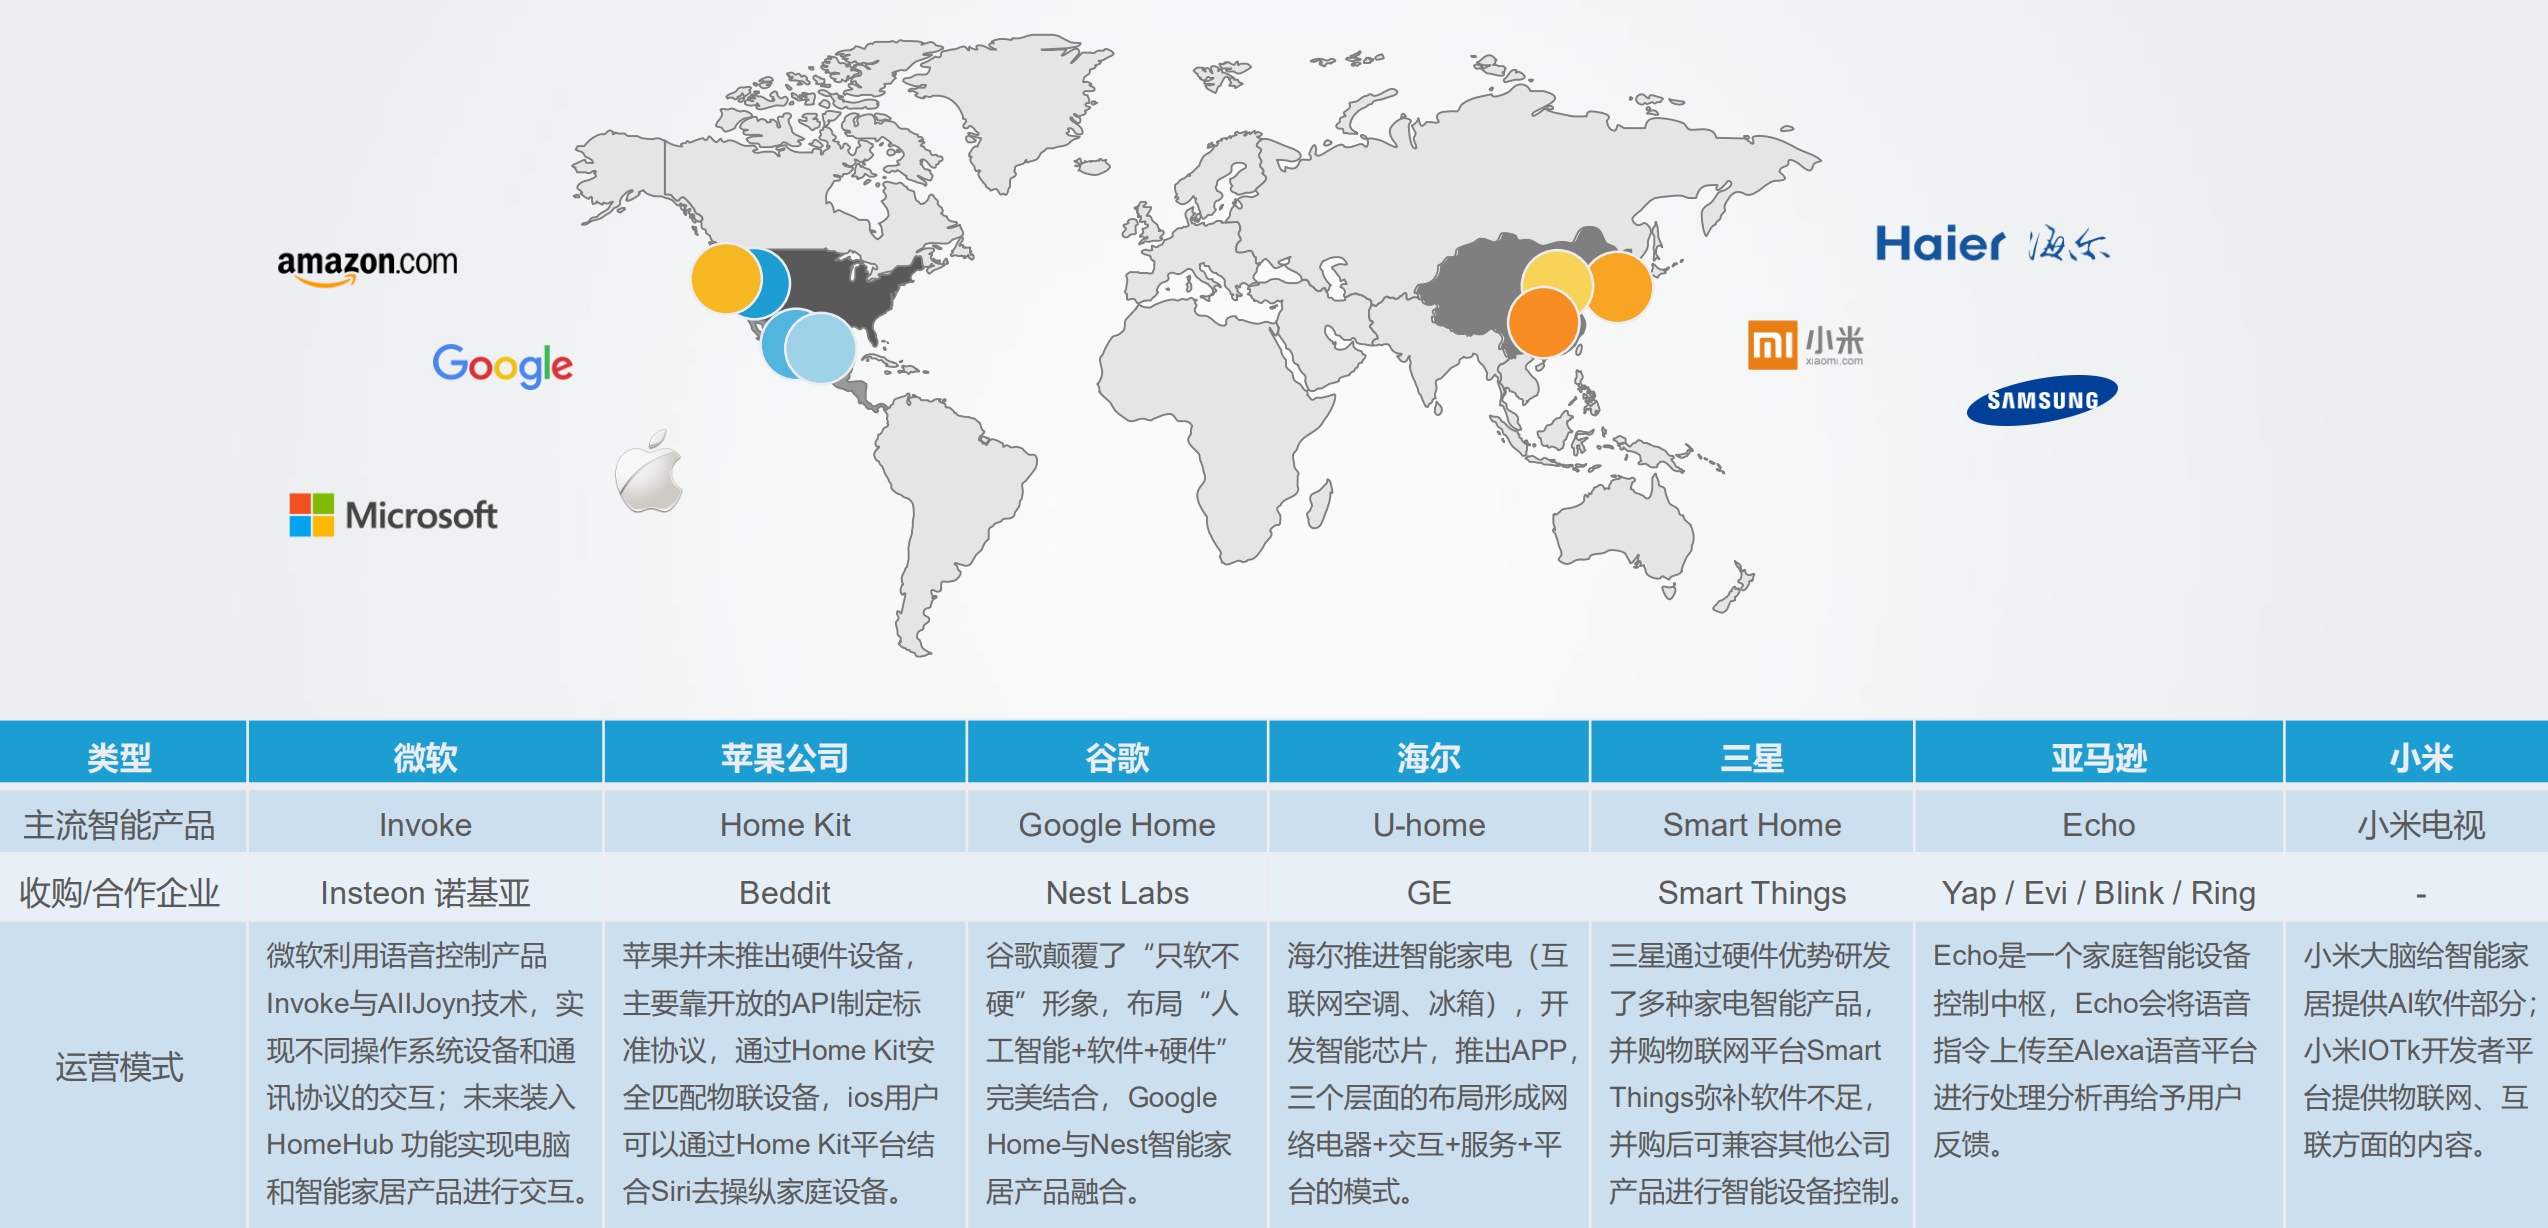 amazon.com
Google
Microsoft
Haier 海尔
mi 小米
xiaomi.com
SAMSUNG
类型 微软 苹果公司 谷歌 海尔 三星 亚马逊 小米
主流智能产品 Invoke Home Kit Google Home U-home Smart Home Echo 小米电视
收购/合作企业 Insteon 诺基亚 Beddit Nest Labs GE Smart Things Yap / Evi / Blink / Ring -
运营模式
微软利用语音控制产品
Invoke与AllJoyn技术，实
现不同操作系统设备和通
讯协议的交互；未来装入
HomeHub 功能实现电脑
和智能家居产品进行交互。
苹果并未推出硬件设备，
主要靠开放的API制定标
准协议，通过Home Kit安
全匹配物联设备，ios用户
可以通过Home Kit平台结
合Siri去操纵家庭设备。
谷歌颠覆了“只软不
硬”形象，布局“人
工智能+软件+硬件”
完美结合，Google
Home与Nest智能家
居产品融合。
海尔推进智能家电（互
联网空调、冰箱），开
发智能芯片，推出APP，
三个层面的布局形成网
络电器+交互+服务+平
台的模式。
三星通过硬件优势研发
了多种家电智能产品，
并购物联网平台Smart
Things弥补软件不足，
并购后可兼容其他公司
产品进行智能设备控制。
Echo是一个家庭智能设备
控制中枢，Echo会将语音
指令上传至Alexa语音平台
进行处理分析再给予用户
反馈。
小米大脑给智能家
居提供AI软件部分；
小米IOTk开发者平
台提供物联网、互
联方面的内容。